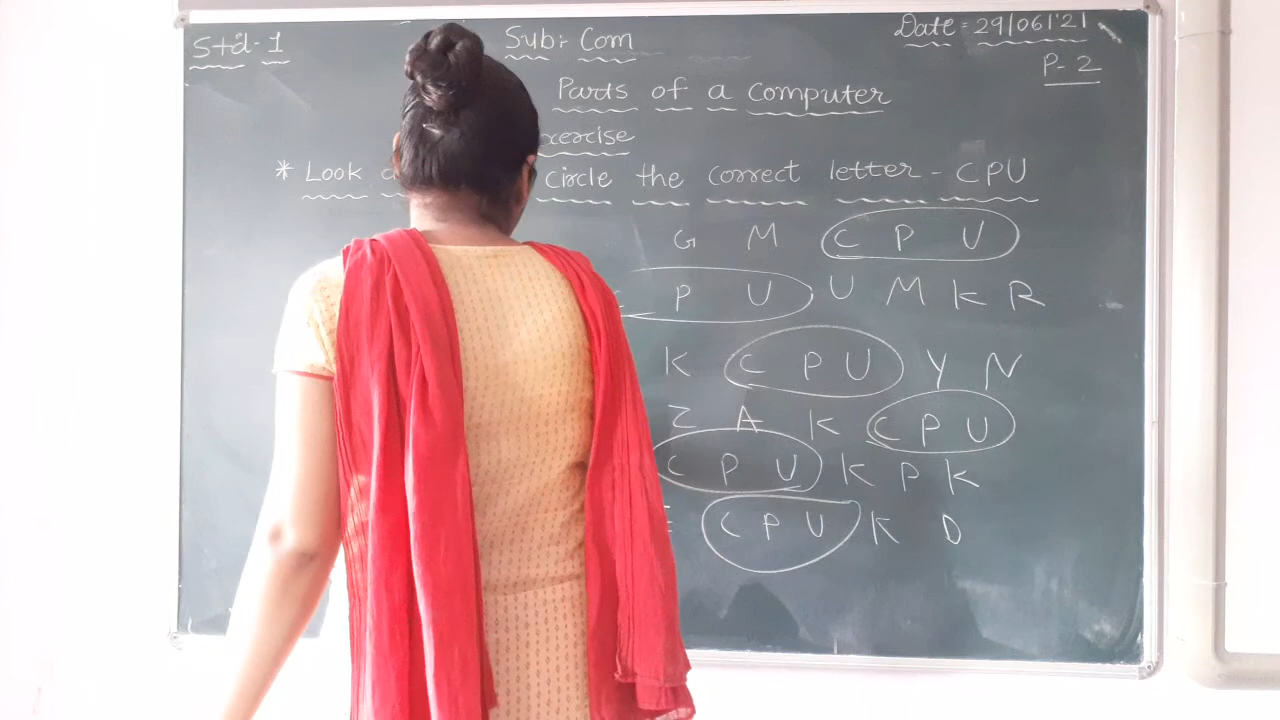 Std-1 Sub:- Com Date = 29/06/'21
P-2
Parts of a computer
xercise
* Look circle the correct letter - CPU
G M C P U
P U U M K R
K C P U Y N
Z A K C P U
C P U K P K
C P U K D